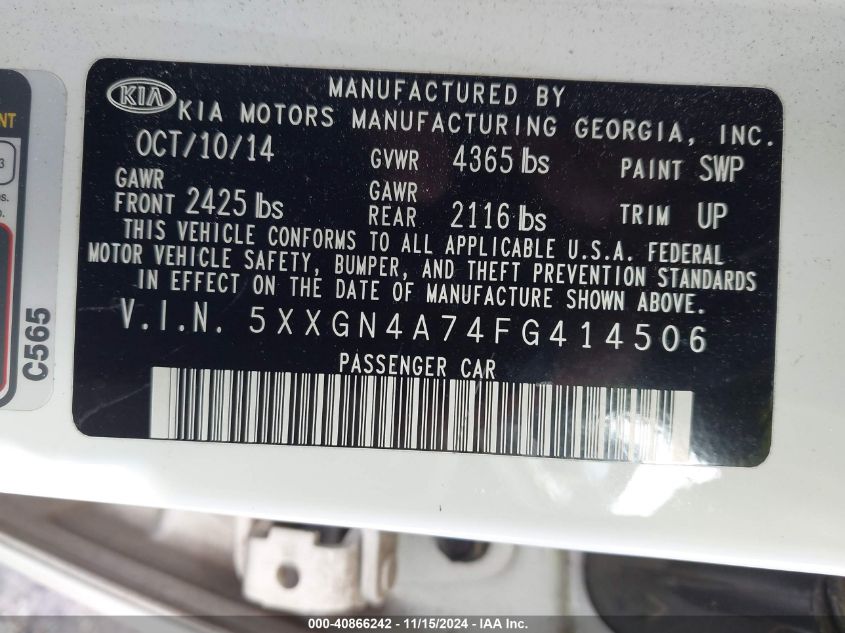 KIA
MANUFACTURED BY
KIA MOTORS MANUFACTURING GEORGIA, INC.
OCT/10/14 GVWR 4365 lbs PAINT SWP
GAWR FRONT 2425 lbs GAWR REAR 2116 lbs TRIM UP
THIS VEHICLE CONFORMS TO ALL APPLICABLE U.S.A. FEDERAL
MOTOR VEHICLE SAFETY, BUMPER, AND THEFT PREVENTION STANDARDS
IN EFFECT ON THE DATE OF MANUFACTURE SHOWN ABOVE.
V.I.N. 5XXGN4A74FG414506
PASSENGER CAR
NT
3
s.
C565
000-40866242 - 11/15/2024 - IAA Inc.